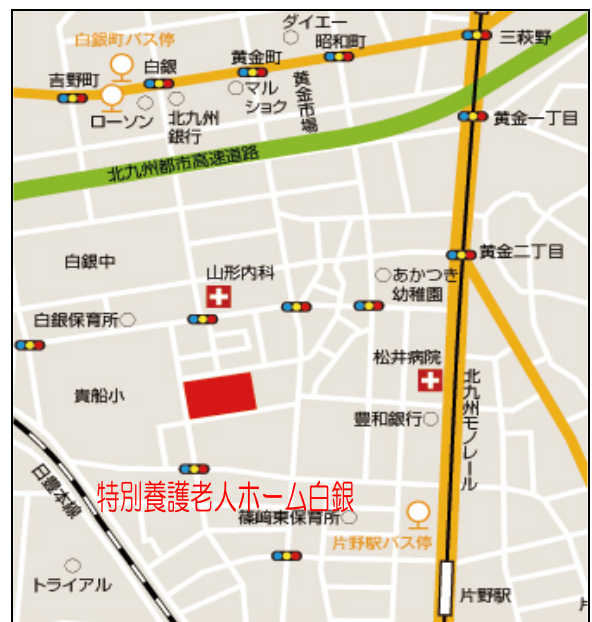 ダイエー
白銀町バス停
昭和町
三萩野
黄金町
白銀
吉野町
マル
ショク
黄金市場
ローソン
北九州
銀行
黄金一丁目
北九州都市高速道路
黄金二丁目
白銀中
山形内科
あかつき
幼稚園
白銀保育所
松井病院
貴船小
北九州モノレール
豊和銀行
日豊本線
特別養護老人ホーム白銀
篠崎東保育所
片野駅バス停
トライアル
片野駅